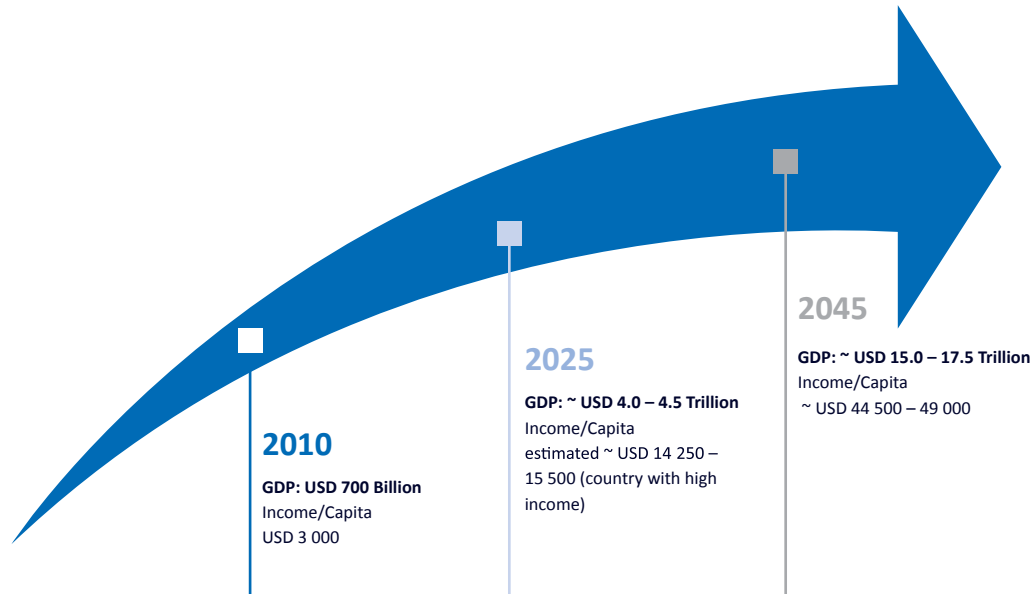 2010
GDP: USD 700 Billion
Income/Capita
USD 3 000
2025
GDP: ~ USD 4.0 – 4.5 Trillion
Income/Capita
estimated ~ USD 14 250 –
15 500 (country with high
income)
2045
GDP: ~ USD 15.0 – 17.5 Trillion
Income/Capita
~ USD 44 500 – 49 000